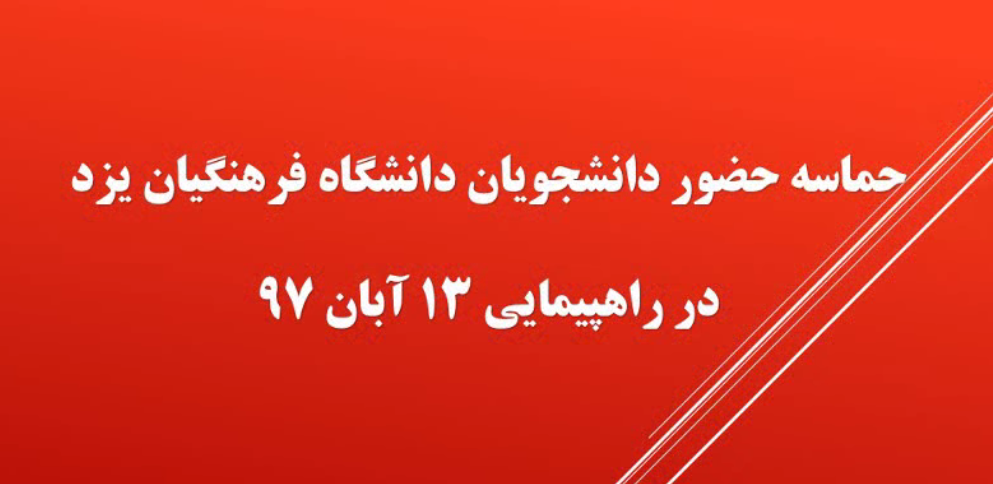 حماسه حضور دانشجویان دانشگاه فرهنگیان یزد
در راهپیمایی ۱۳ آبان ۹۷